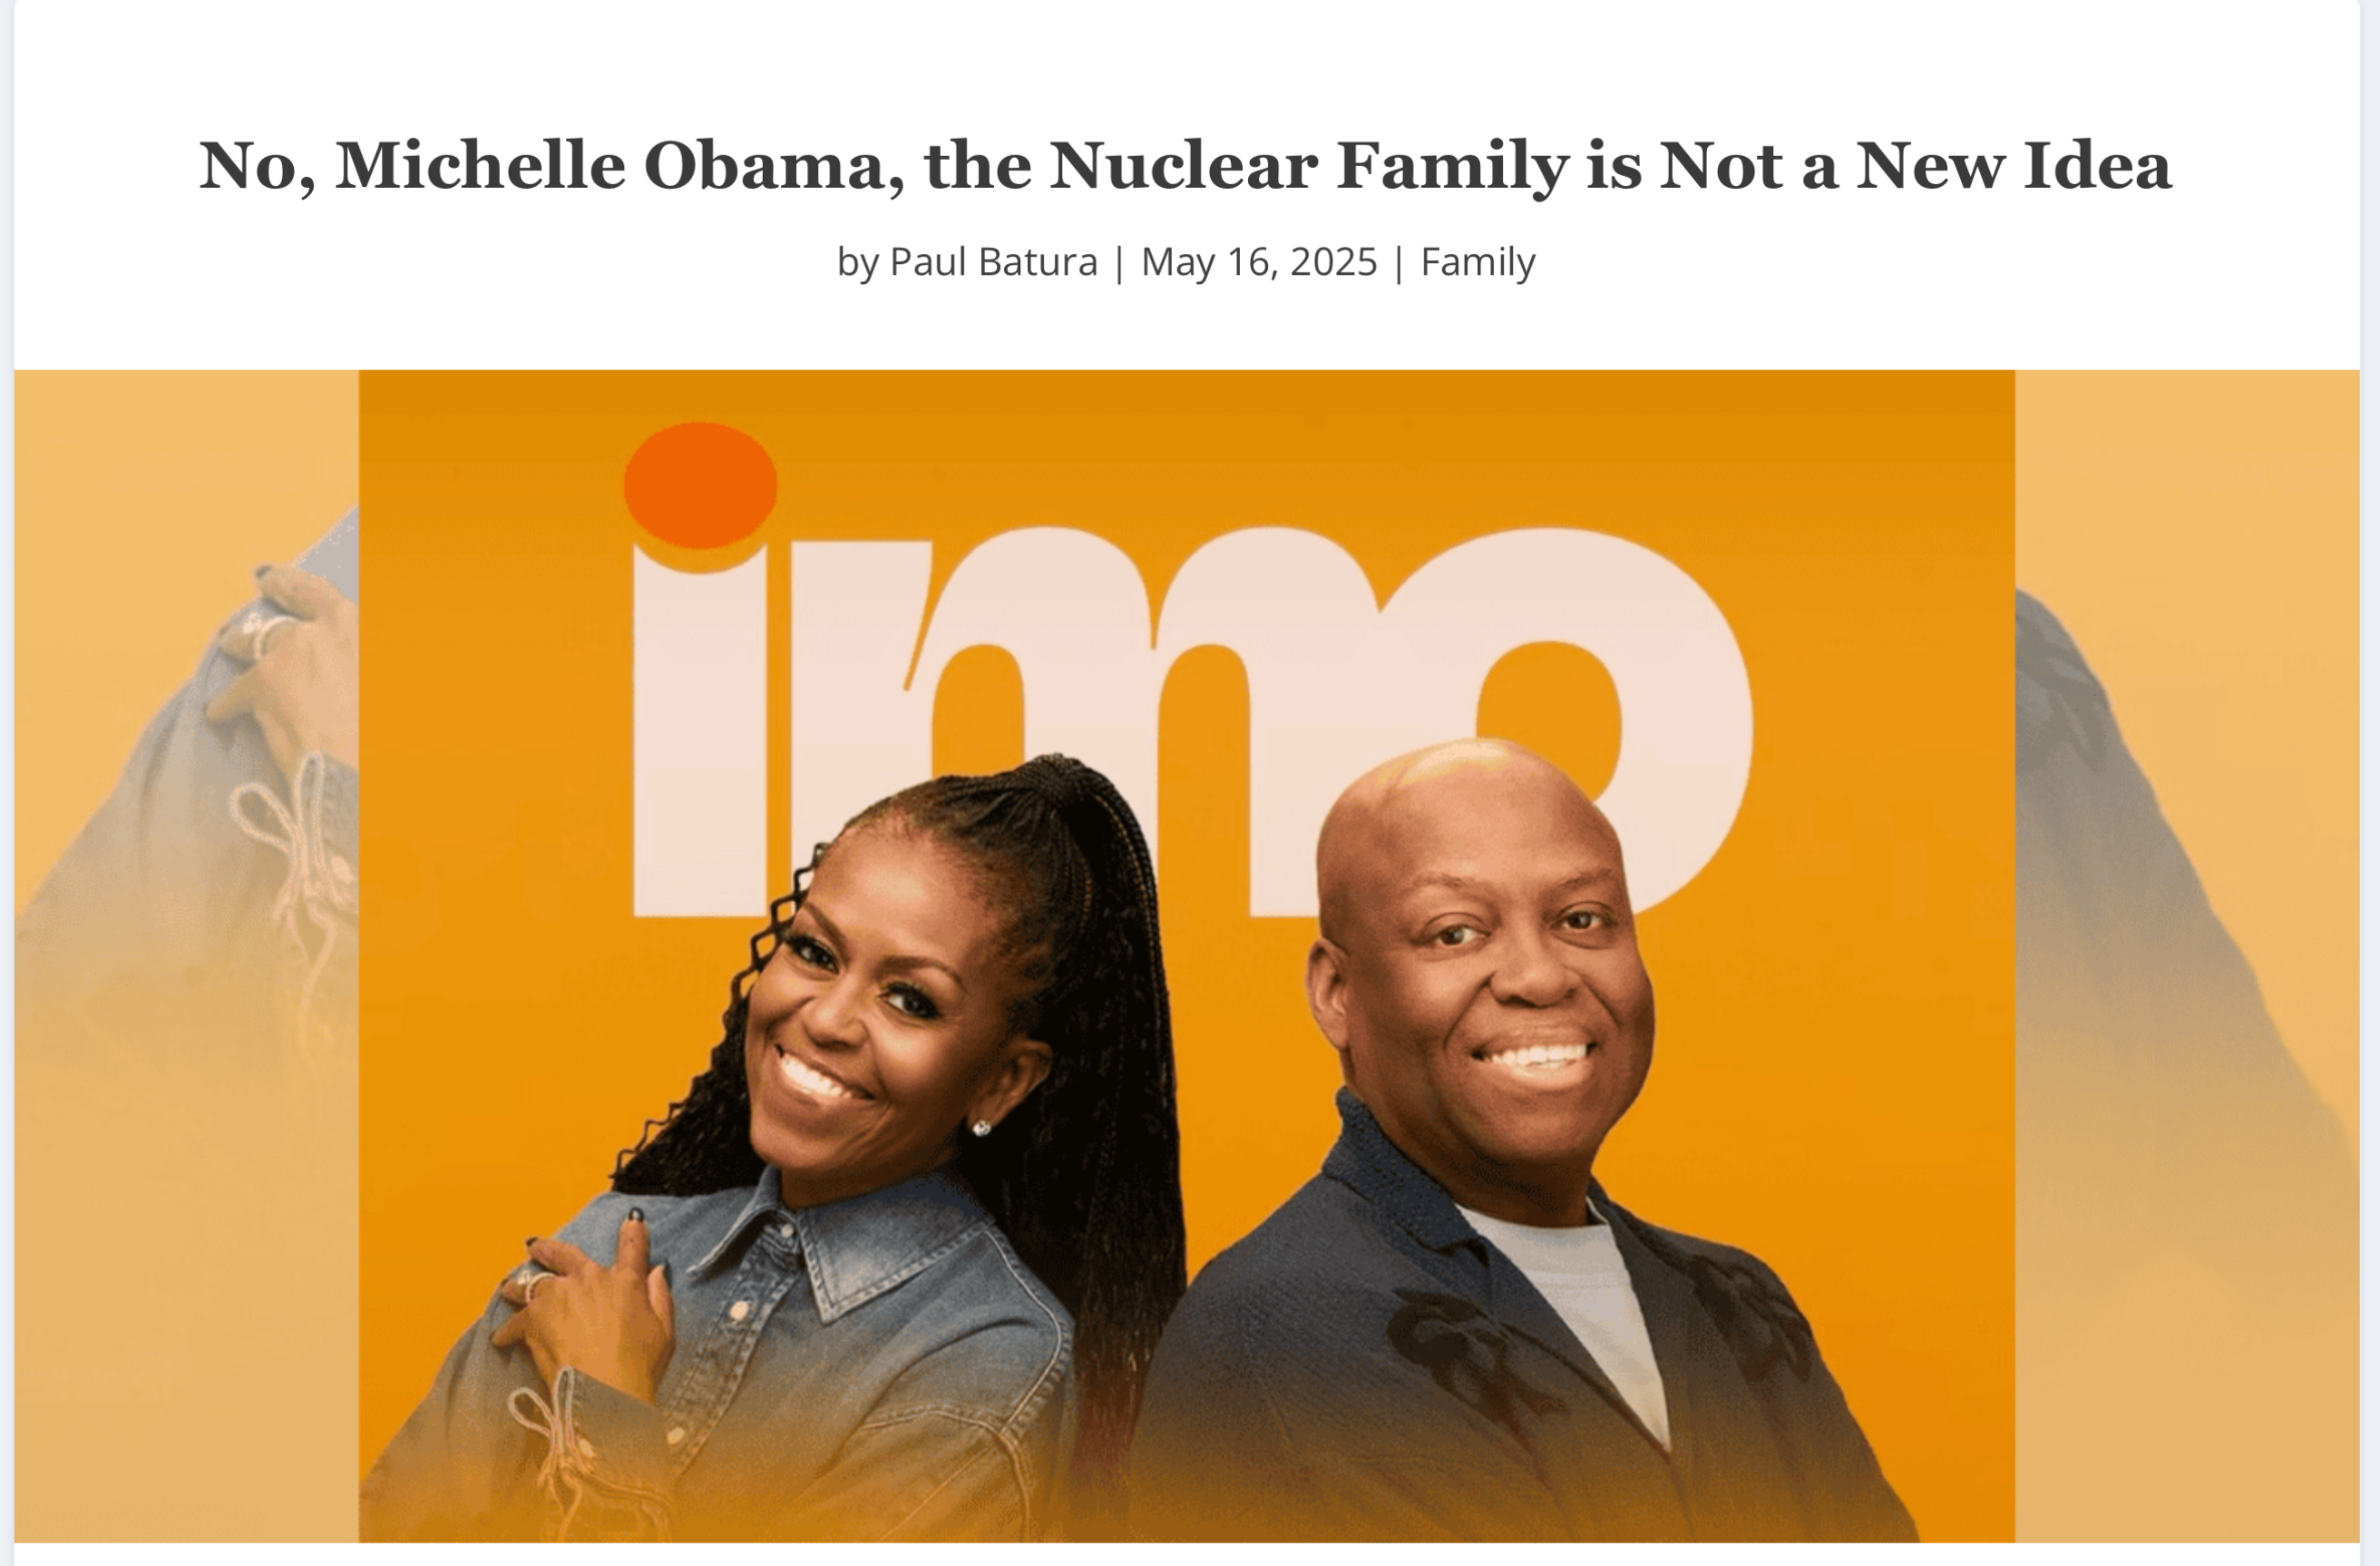 No, Michelle Obama, the Nuclear Family is Not a New Idea
by Paul Batura | May 16, 2025 | Family
imo